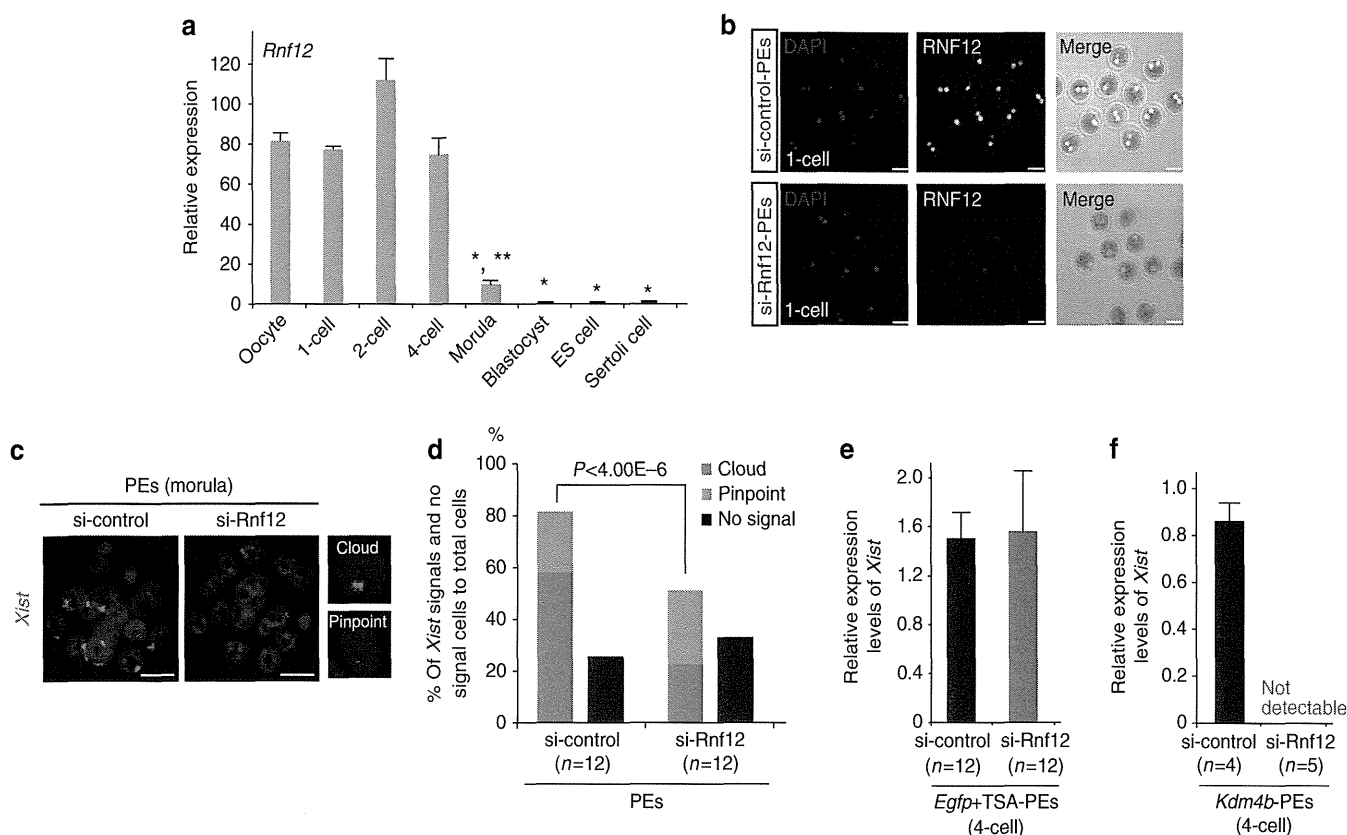 a
Rnf12
Relative expression
120
100
80
60
40
20
0
*, **
*
*
*
Oocyte
1-cell
2-cell
4-cell
Morula
Blastocyst
ES cell
Sertoli cell
b
si-control-PEs
DAPI
1-cell
RNF12
Merge
si-Rnf12-PEs
DAPI
1-cell
RNF12
Merge
c
PEs (morula)
si-control
si-Rnf12
Xist
Cloud
Pinpoint
d
%
% Of Xist signals and no
signal cells to total cells
100
80
60
40
20
0
P<4.00E–6
Cloud
Pinpoint
No signal
si-control
(n=12)
si-Rnf12
(n=12)
PEs
e
Relative expression
levels of Xist
2.0
1.6
1.2
0.4
0
si-control
(n=12)
si-Rnf12
(n=12)
Egfp+TSA-PEs
(4-cell)
f
Relative expression
levels of Xist
1.0
0.8
0.6
0.4
0.2
0
Not
detectable
si-control
(n=4)
si-Rnf12
(n=5)
Kdm4b-PEs
(4-cell)